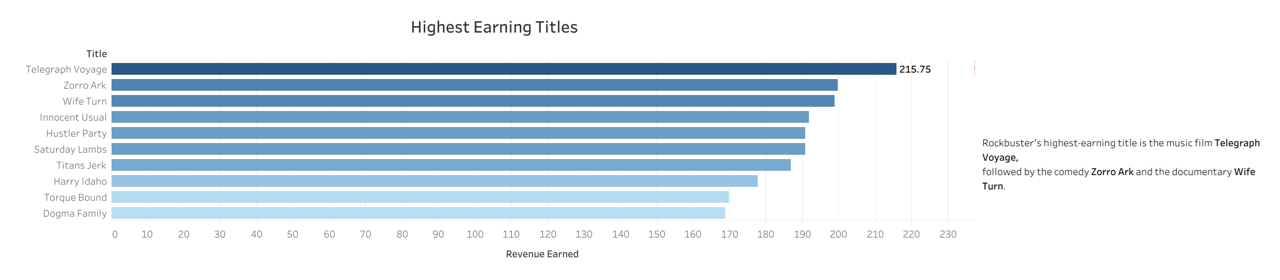 Highest Earning Titles
Title
Telegraph Voyage
215.75
Zorro Ark
Wife Turn
Innocent Usual
Hustler Party
Saturday Lambs
Titans Jerk
Harry Idaho
Torque Bound
Dogma Family
0 10 20 30 40 50 60 70 80 90 100 110 120 130 140 150 160 170 180 190 200 210 220 230
Revenue Earned
Rockbuster's highest-earning title is the music film Telegraph
Voyage,
followed by the comedy Zorro Ark and the documentary Wife
Turn.